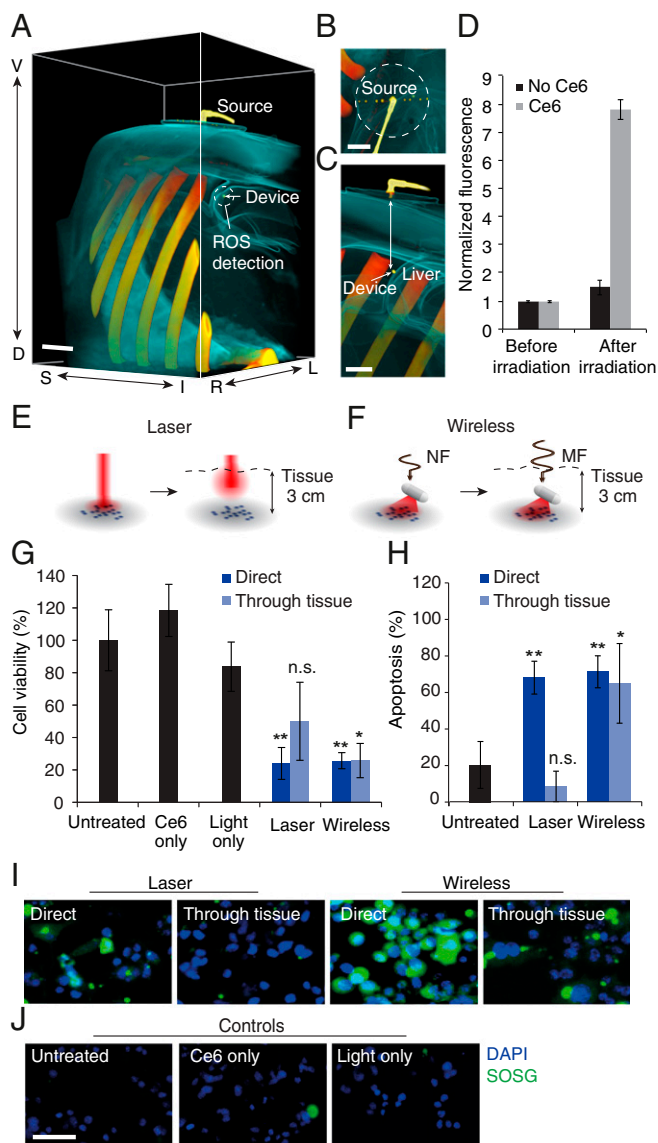 A
V
Source
Device
ROS
detection
D
S
I
R
L
B
Source
C
Device
Liver
D
No Ce6
Ce6
Normalized fluorescence
9
8
7
6
5
4
3
2
1
0
Before
irradiation
After
irradiation
E
Laser
Tissue
3 cm
F
Wireless
NF
MF
Tissue
3 cm
G
Direct
Through tissue
Cell viability (%)
140
120
100
80
60
40
20
0
n.s.
**
**
*
Untreated
Ce6
only
Light
only
Laser
Wireless
H
Direct
Through tissue
Apoptosis (%)
120
80
60
40
20
0
**
n.s.
**
*
Untreated
Laser
Wireless
I
Laser
Wireless
Direct
Through tissue
Direct
Through tissue
J
Controls
Untreated
Ce6 only
Light only
DAPI
SOSG